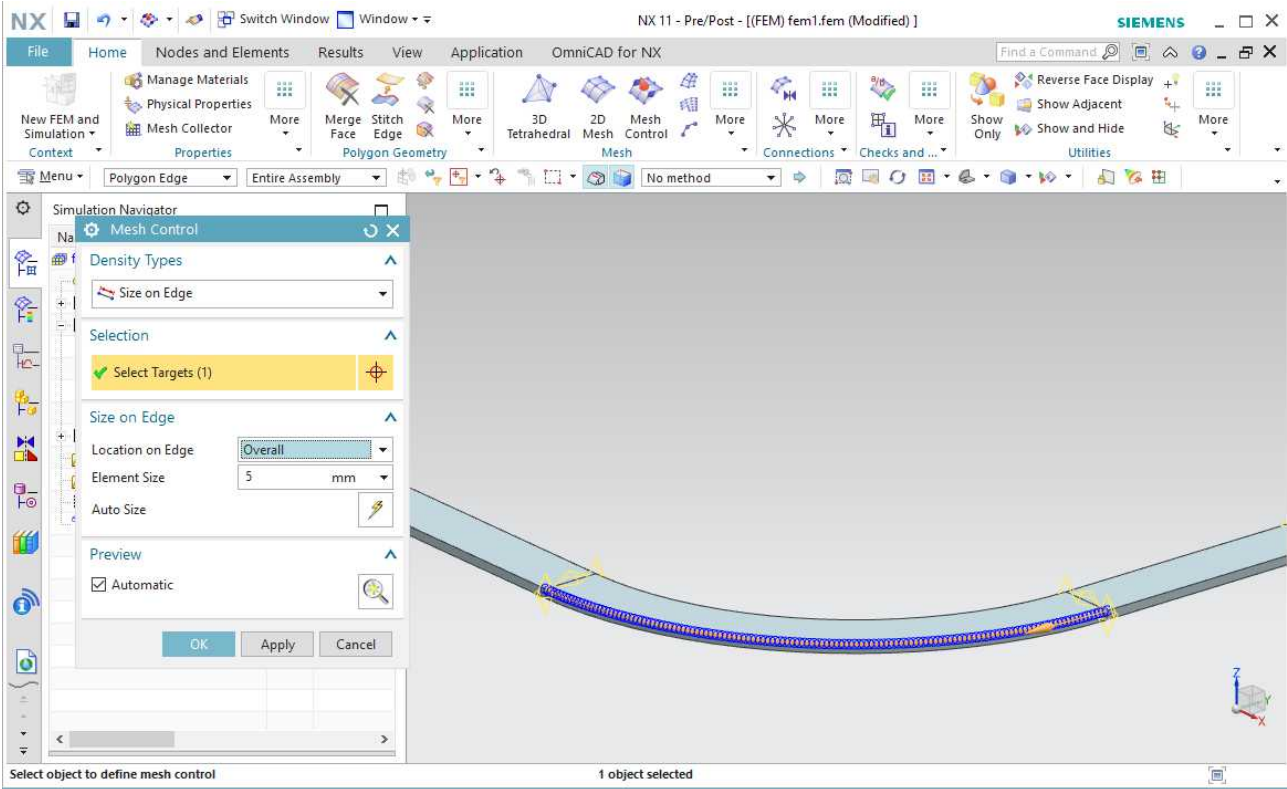 NX Switch Window Window NX 11 - Pre/Post - [(FEM) fem1.fem (Modified) ] SIEMENS
File Home Nodes and Elements Results View Application OmniCAD for NX Find a Command
New FEM and Simulation
Manage Materials
Physical Properties
Mesh Collector
More
Merge Face
Stitch Edge
More
3D Tetrahedral
2D Mesh
Mesh Control
More
More
More
Show Only
Reverse Face Display
Show Adjacent
Show and Hide
More
Context Properties Polygon Geometry Mesh Connections Checks and ... Utilities
Menu Polygon Edge Entire Assembly No method
Simulation Navigator
Na
Mesh Control
f
Density Types
Size on Edge
Selection
Select Targets (1)
Size on Edge
Location on Edge Overall
Element Size 5 mm
Auto Size
Preview
Automatic
OK Apply Cancel
Z
Y
X
Select object to define mesh control 1 object selected